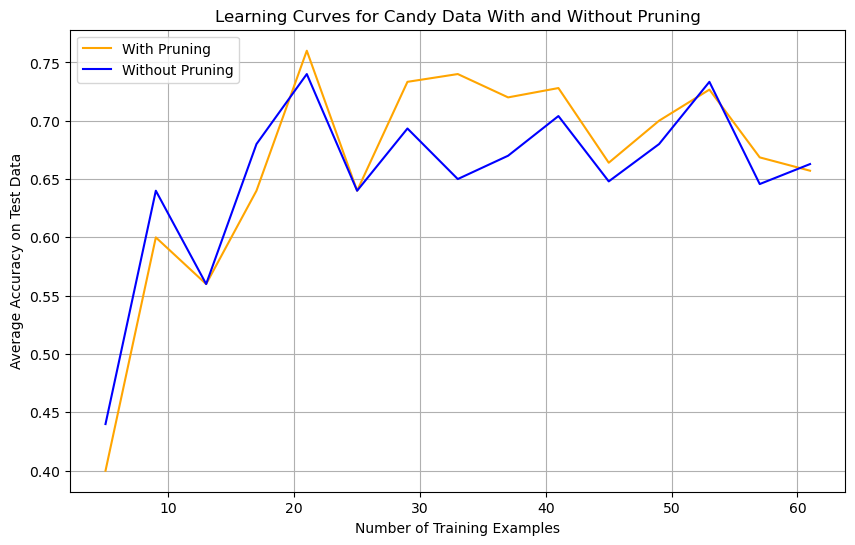 Learning Curves for Candy Data With and Without Pruning
With Pruning
Without Pruning
Average Accuracy on Test Data
0.75
0.70
0.65
0.60
0.55
0.50
0.45
0.40
10 20 30 40 50 60
Number of Training Examples